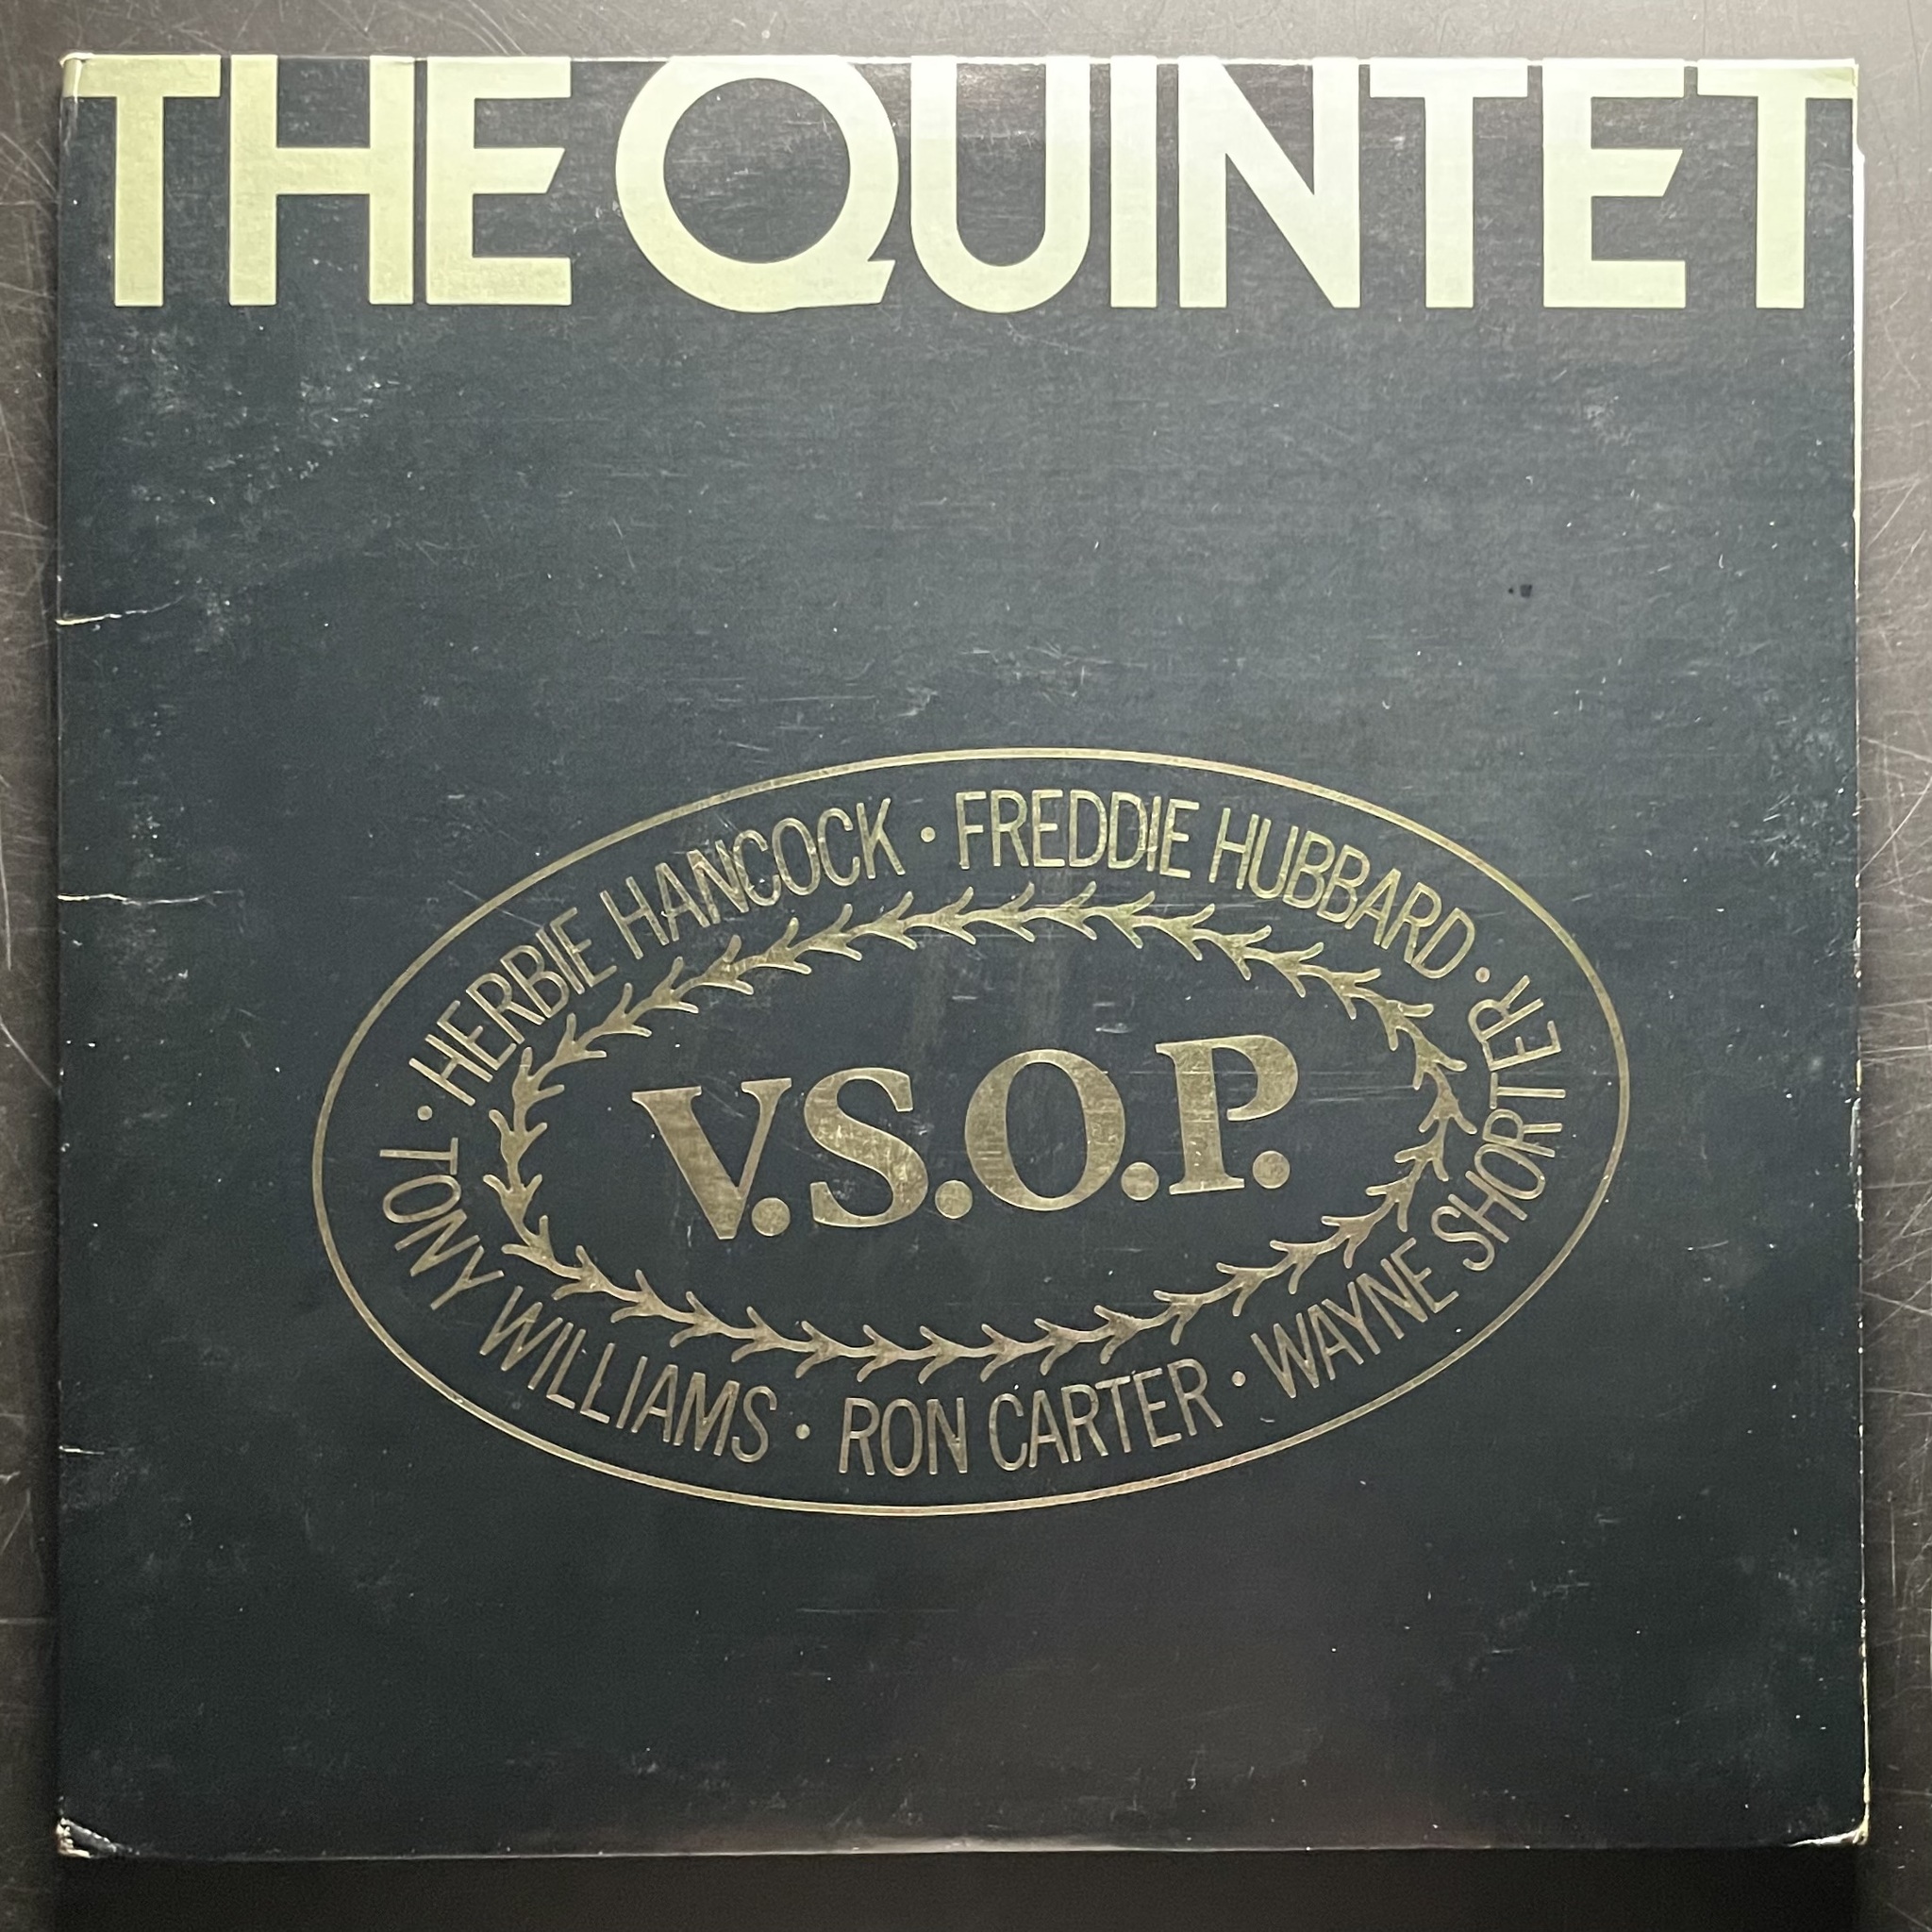 THE QUINTET
· HERBIE HANCOCK · FREDDIE HUBBARD · WAYNE SHORTER · RON CARTER · TONY WILLIAMS
V.S.O.P.